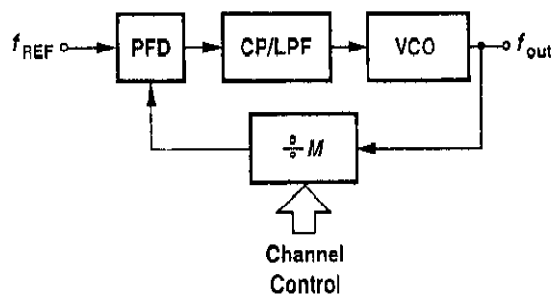 f_REF
PFD
CP/LPF
VCO
f_out
÷ M
Channel
Control